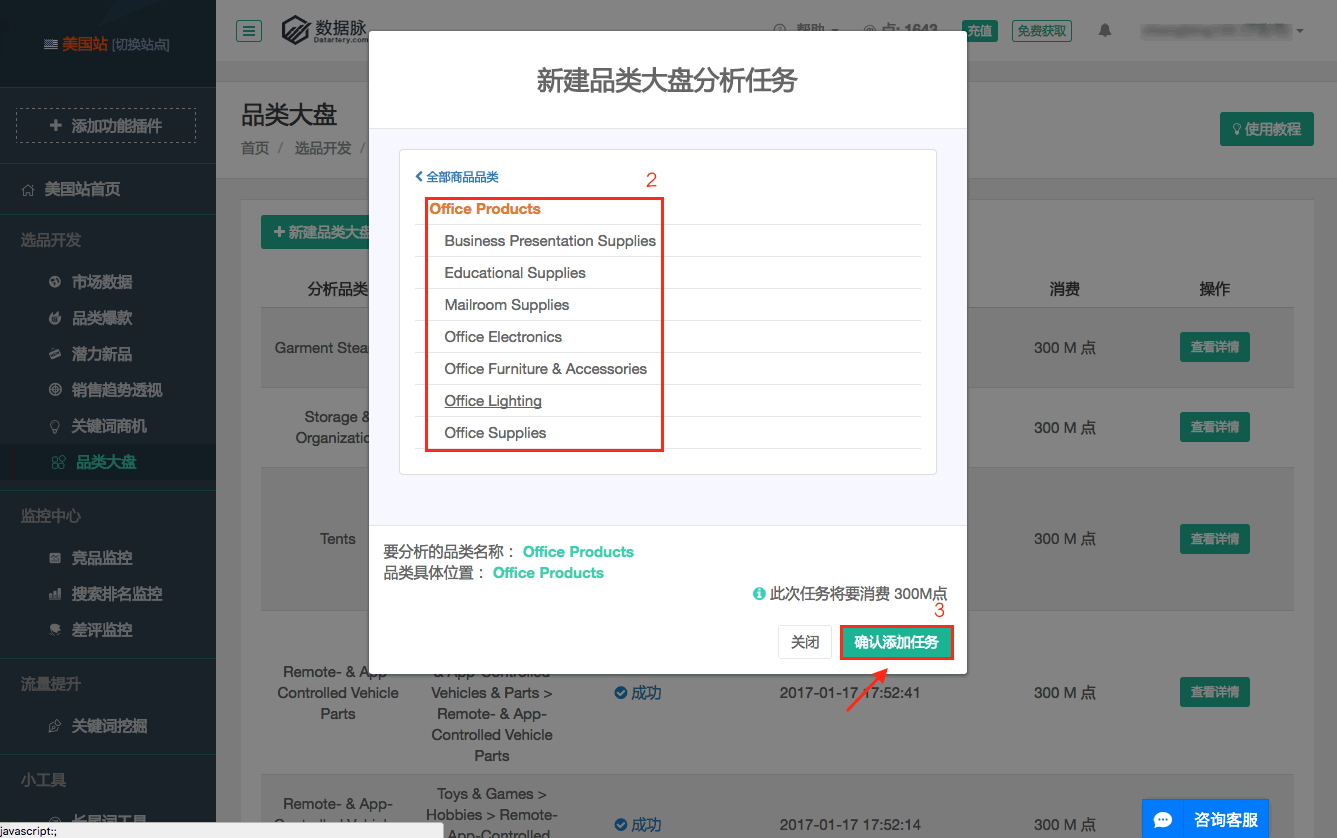 美国站 [切换站点]
添加功能插件
美国站首页
选品开发
市场数据
品类爆款
潜力新品
销售趋势透视
关键词商机
品类大盘
监控中心
竞品监控
搜索排名监控
差评监控
流量提升
关键词挖掘
小工具
长尾词工具
javascript:;
数据脉
Datartery.com
帮助
点: 1643
充值
免费获取
品类大盘
首页 / 选品开发 /
使用教程
新建品类大盘
分析品类
消费
操作
Garment Stea
300 M 点
查看详情
Storage &
Organizatio
300 M 点
查看详情
Tents
300 M 点
查看详情
Remote- & App-
Controlled Vehicle
Parts
& App-Controlled
Vehicles & Parts >
Remote- & App-
Controlled Vehicle
Parts
成功
2017-01-17 17:52:41
300 M 点
查看详情
Remote- & App-
Controlled
Toys & Games >
Hobbies > Remote-
& App-Controlled
成功
2017-01-17 17:52:14
300 M 点
咨询客服
新建品类大盘分析任务
全部商品品类
2
Office Products
Business Presentation Supplies
Educational Supplies
Mailroom Supplies
Office Electronics
Office Furniture & Accessories
Office Lighting
Office Supplies
要分析的品类名称： Office Products
品类具体位置： Office Products
此次任务将要消费 300M点
3
关闭
确认添加任务